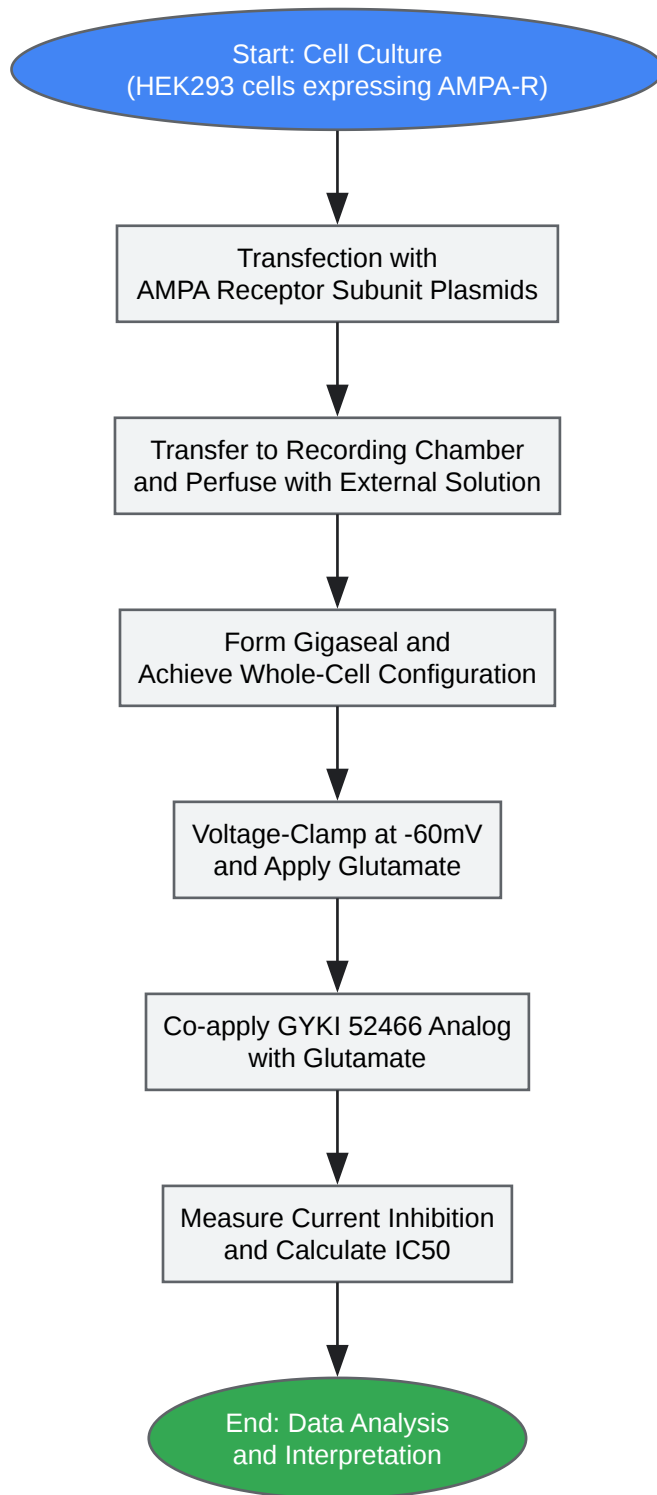 Start: Cell Culture
(HEK293 cells expressing AMPA-R)
Transfection with
AMPA Receptor Subunit Plasmids
Transfer to Recording Chamber
and Perfuse with External Solution
Form Gigaseal and
Achieve Whole-Cell Configuration
Voltage-Clamp at -60mV
and Apply Glutamate
Co-apply GYKI 52466 Analog
with Glutamate
Measure Current Inhibition
and Calculate IC50
End: Data Analysis
and Interpretation